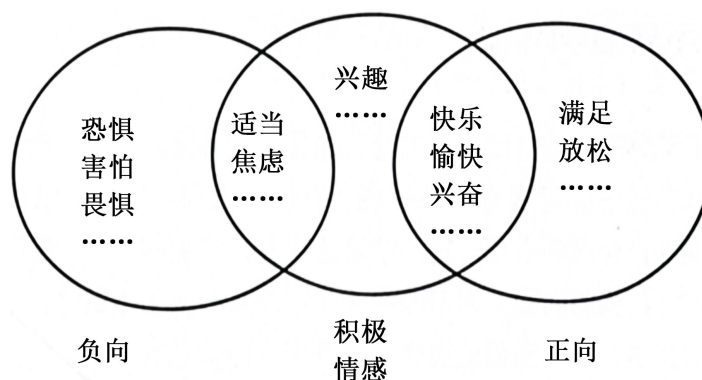 恐惧
害怕
畏惧
……
适当
焦虑
……
兴趣
……
快乐
愉快
兴奋
……
满足
放松
……
负向
积极
情感
正向